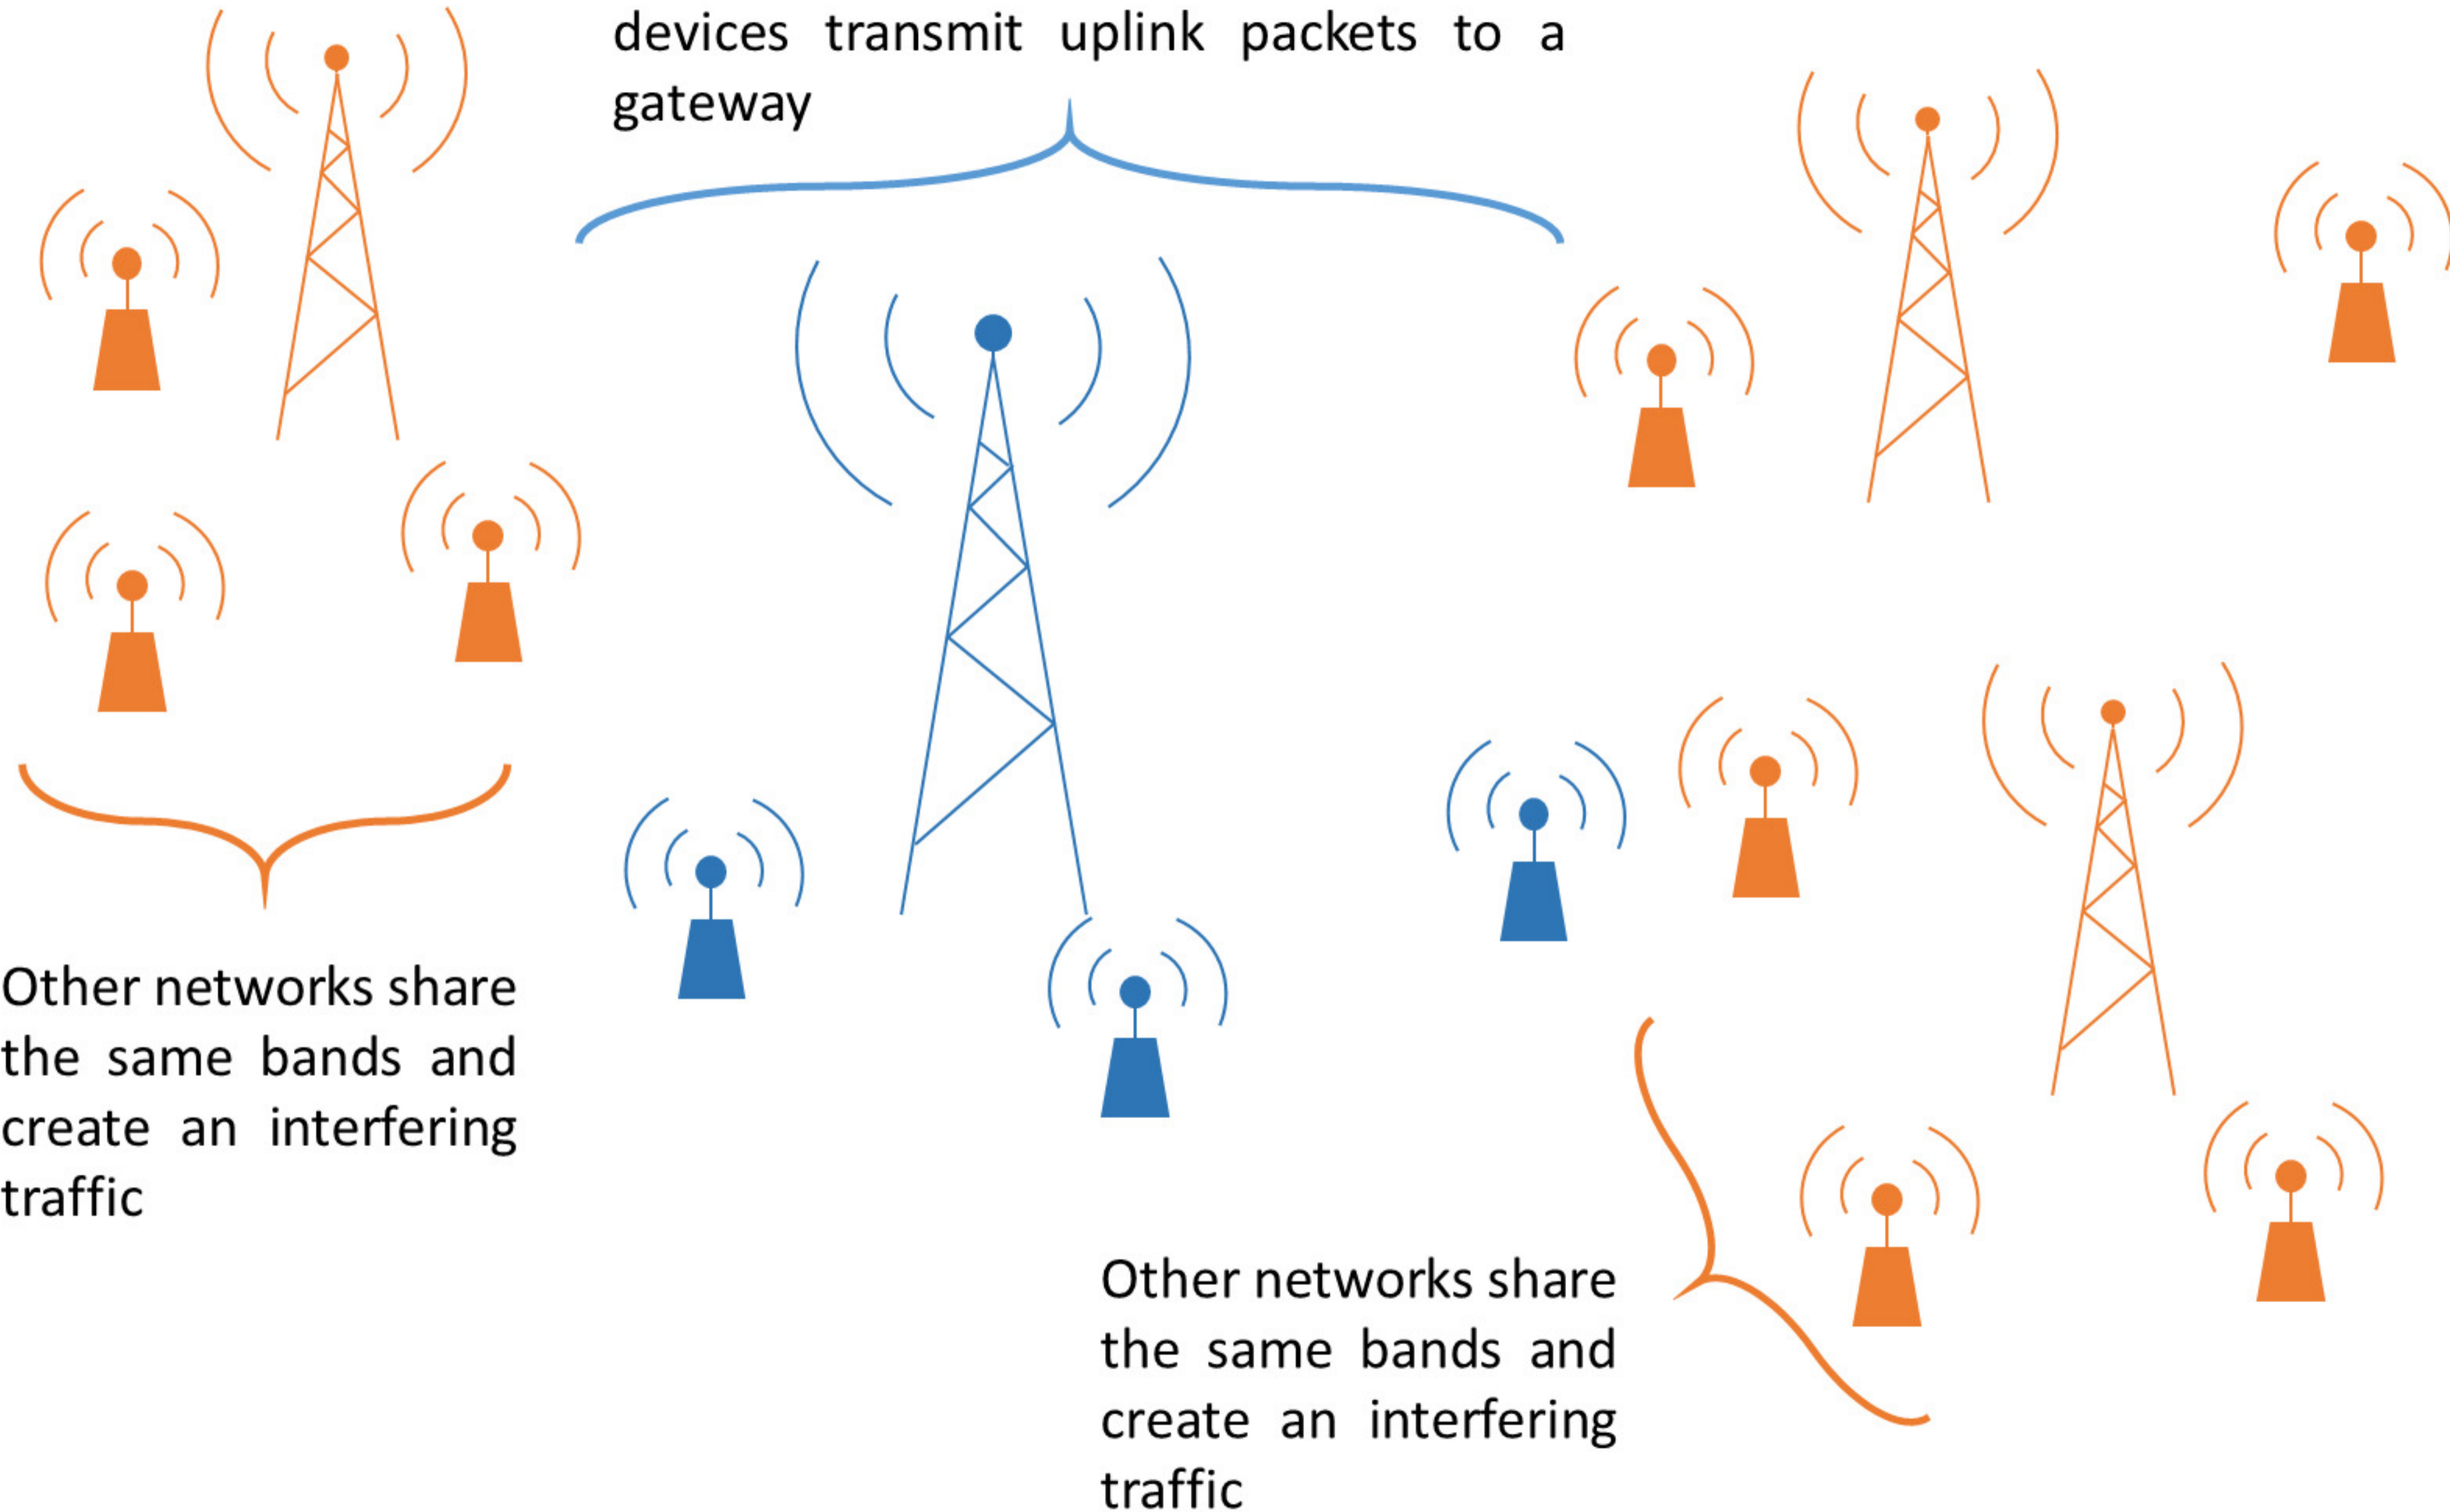 devices transmit uplink packets to a
gateway
Other networks share
the same bands and
create an interfering
traffic
Other networks share
the same bands and
create an interfering
traffic